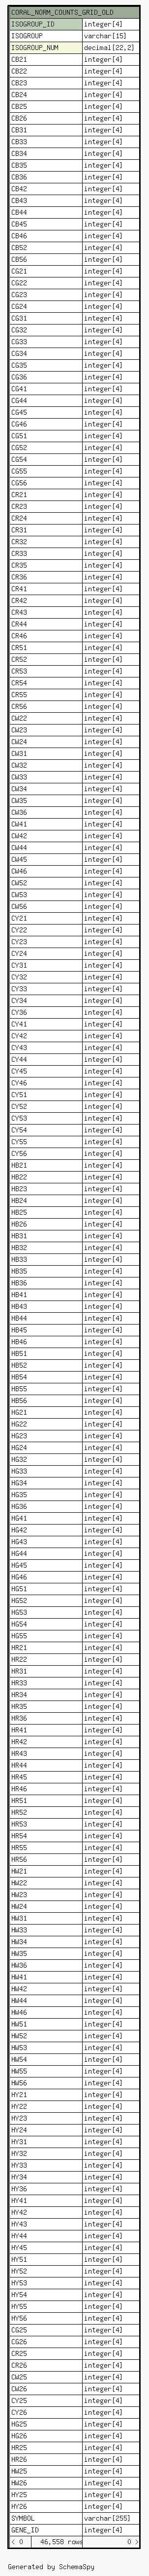 CORAL_NORM_COUNTS_GRID_OLD
ISOGROUP_ID integer[4]
ISOGROUP varchar[15]
ISOGROUP_NUM decimal[22,2]
CB21 integer[4]
CB22 integer[4]
CB23 integer[4]
CB24 integer[4]
CB25 integer[4]
CB26 integer[4]
CB31 integer[4]
CB33 integer[4]
CB34 integer[4]
CB35 integer[4]
CB36 integer[4]
CB42 integer[4]
CB43 integer[4]
CB44 integer[4]
CB45 integer[4]
CB46 integer[4]
CB52 integer[4]
CB56 integer[4]
CG21 integer[4]
CG22 integer[4]
CG23 integer[4]
CG24 integer[4]
CG31 integer[4]
CG32 integer[4]
CG33 integer[4]
CG34 integer[4]
CG35 integer[4]
CG36 integer[4]
CG41 integer[4]
CG44 integer[4]
CG45 integer[4]
CG46 integer[4]
CG51 integer[4]
CG52 integer[4]
CG54 integer[4]
CG55 integer[4]
CG56 integer[4]
CR21 integer[4]
CR23 integer[4]
CR24 integer[4]
CR31 integer[4]
CR32 integer[4]
CR33 integer[4]
CR35 integer[4]
CR36 integer[4]
CR41 integer[4]
CR42 integer[4]
CR43 integer[4]
CR44 integer[4]
CR46 integer[4]
CR51 integer[4]
CR52 integer[4]
CR53 integer[4]
CR54 integer[4]
CR55 integer[4]
CR56 integer[4]
CW22 integer[4]
CW23 integer[4]
CW24 integer[4]
CW31 integer[4]
CW32 integer[4]
CW33 integer[4]
CW34 integer[4]
CW35 integer[4]
CW36 integer[4]
CW41 integer[4]
CW42 integer[4]
CW44 integer[4]
CW45 integer[4]
CW46 integer[4]
CW52 integer[4]
CW53 integer[4]
CW56 integer[4]
CY21 integer[4]
CY22 integer[4]
CY23 integer[4]
CY24 integer[4]
CY31 integer[4]
CY32 integer[4]
CY33 integer[4]
CY34 integer[4]
CY36 integer[4]
CY41 integer[4]
CY42 integer[4]
CY43 integer[4]
CY44 integer[4]
CY45 integer[4]
CY46 integer[4]
CY51 integer[4]
CY52 integer[4]
CY53 integer[4]
CY54 integer[4]
CY55 integer[4]
CY56 integer[4]
HB21 integer[4]
HB22 integer[4]
HB23 integer[4]
HB24 integer[4]
HB25 integer[4]
HB26 integer[4]
HB31 integer[4]
HB32 integer[4]
HB33 integer[4]
HB35 integer[4]
HB36 integer[4]
HB41 integer[4]
HB43 integer[4]
HB44 integer[4]
HB45 integer[4]
HB46 integer[4]
HB51 integer[4]
HB52 integer[4]
HB54 integer[4]
HB55 integer[4]
HB56 integer[4]
HG21 integer[4]
HG22 integer[4]
HG23 integer[4]
HG24 integer[4]
HG32 integer[4]
HG33 integer[4]
HG34 integer[4]
HG35 integer[4]
HG36 integer[4]
HG41 integer[4]
HG42 integer[4]
HG43 integer[4]
HG44 integer[4]
HG45 integer[4]
HG46 integer[4]
HG51 integer[4]
HG52 integer[4]
HG53 integer[4]
HG54 integer[4]
HG55 integer[4]
HR21 integer[4]
HR22 integer[4]
HR31 integer[4]
HR33 integer[4]
HR34 integer[4]
HR35 integer[4]
HR36 integer[4]
HR41 integer[4]
HR42 integer[4]
HR43 integer[4]
HR44 integer[4]
HR45 integer[4]
HR46 integer[4]
HR51 integer[4]
HR52 integer[4]
HR53 integer[4]
HR54 integer[4]
HR55 integer[4]
HR56 integer[4]
HW21 integer[4]
HW22 integer[4]
HW23 integer[4]
HW24 integer[4]
HW31 integer[4]
HW33 integer[4]
HW34 integer[4]
HW35 integer[4]
HW36 integer[4]
HW41 integer[4]
HW42 integer[4]
HW44 integer[4]
HW46 integer[4]
HW51 integer[4]
HW52 integer[4]
HW53 integer[4]
HW54 integer[4]
HW55 integer[4]
HW56 integer[4]
HY21 integer[4]
HY22 integer[4]
HY23 integer[4]
HY24 integer[4]
HY31 integer[4]
HY32 integer[4]
HY33 integer[4]
HY34 integer[4]
HY36 integer[4]
HY41 integer[4]
HY42 integer[4]
HY43 integer[4]
HY44 integer[4]
HY45 integer[4]
HY51 integer[4]
HY52 integer[4]
HY53 integer[4]
HY54 integer[4]
HY55 integer[4]
HY56 integer[4]
CG25 integer[4]
CG26 integer[4]
CR25 integer[4]
CR26 integer[4]
CW25 integer[4]
CW26 integer[4]
CY25 integer[4]
CY26 integer[4]
HG25 integer[4]
HG26 integer[4]
HR25 integer[4]
HR26 integer[4]
HW25 integer[4]
HW26 integer[4]
HY25 integer[4]
HY26 integer[4]
SYMBOL varchar[255]
GENE_ID integer[4]
< 0 46,558 rows 0 >
Generated by SchemaSpy